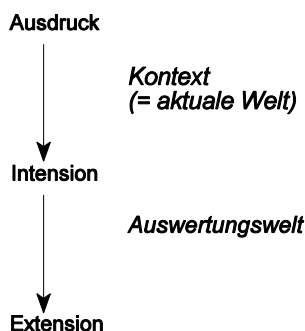 Ausdruck
Kontext
(= aktuale Welt)
Intension
Auswertungswelt
Extension